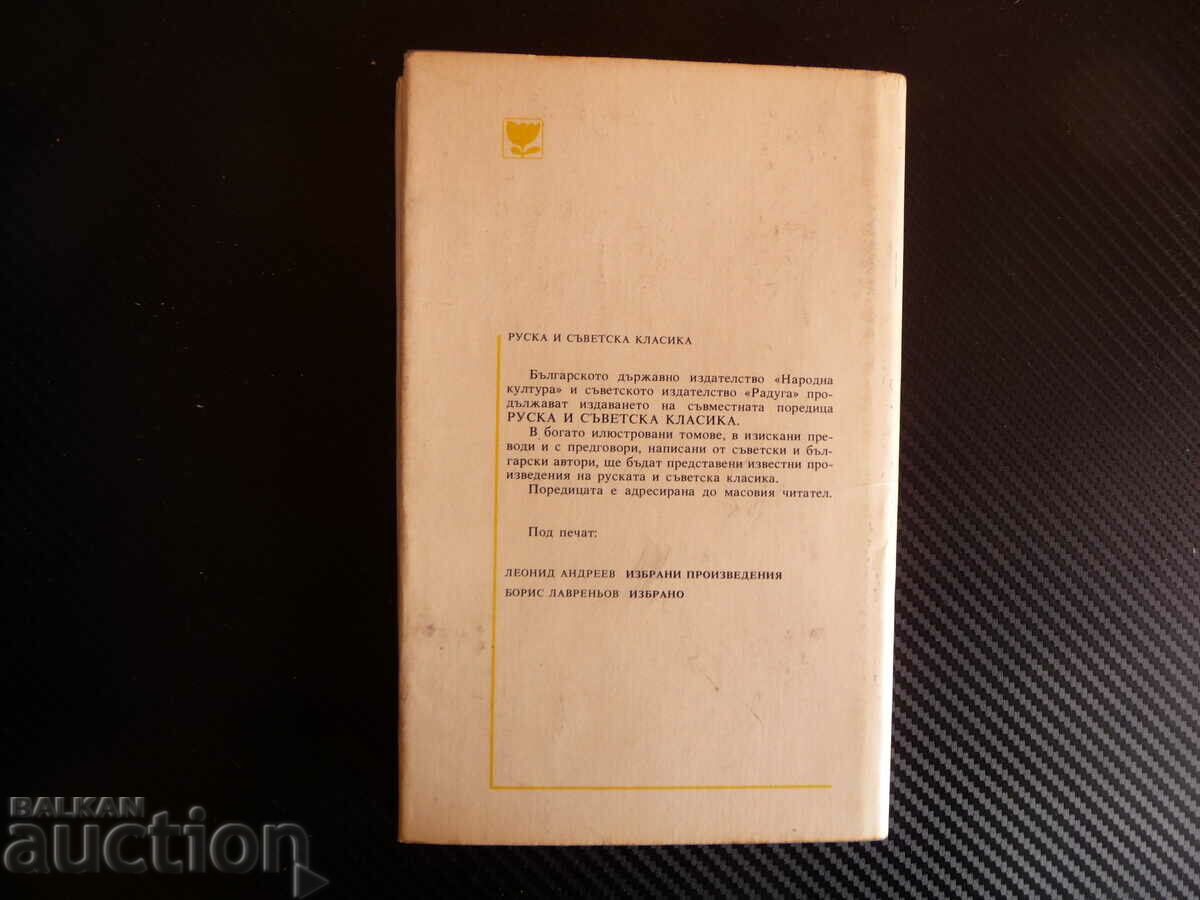 РУСКА И СЪВЕТСКА КЛАСИКА
Българското държавно издателство «Народна
култура» и съветското издателство «Радуга» про-
дължават издаването на съвместната поредица
РУСКА И СЪВЕТСКА КЛАСИКА.
В богато илюстровани томове, в изискани пре-
води и с предговори, написани от съветски и бъл-
гарски автори, ще бъдат представени известни про-
изведения на руската и съветска класика.
Поредицата е адресирана до масовия читател.
Под печат:
ЛЕОНИД АНДРЕЕВ ИЗБРАНИ ПРОИЗВЕДЕНИЯ
БОРИС ЛАВРЕНЬОВ ИЗБРАНО
BALKAN
auction